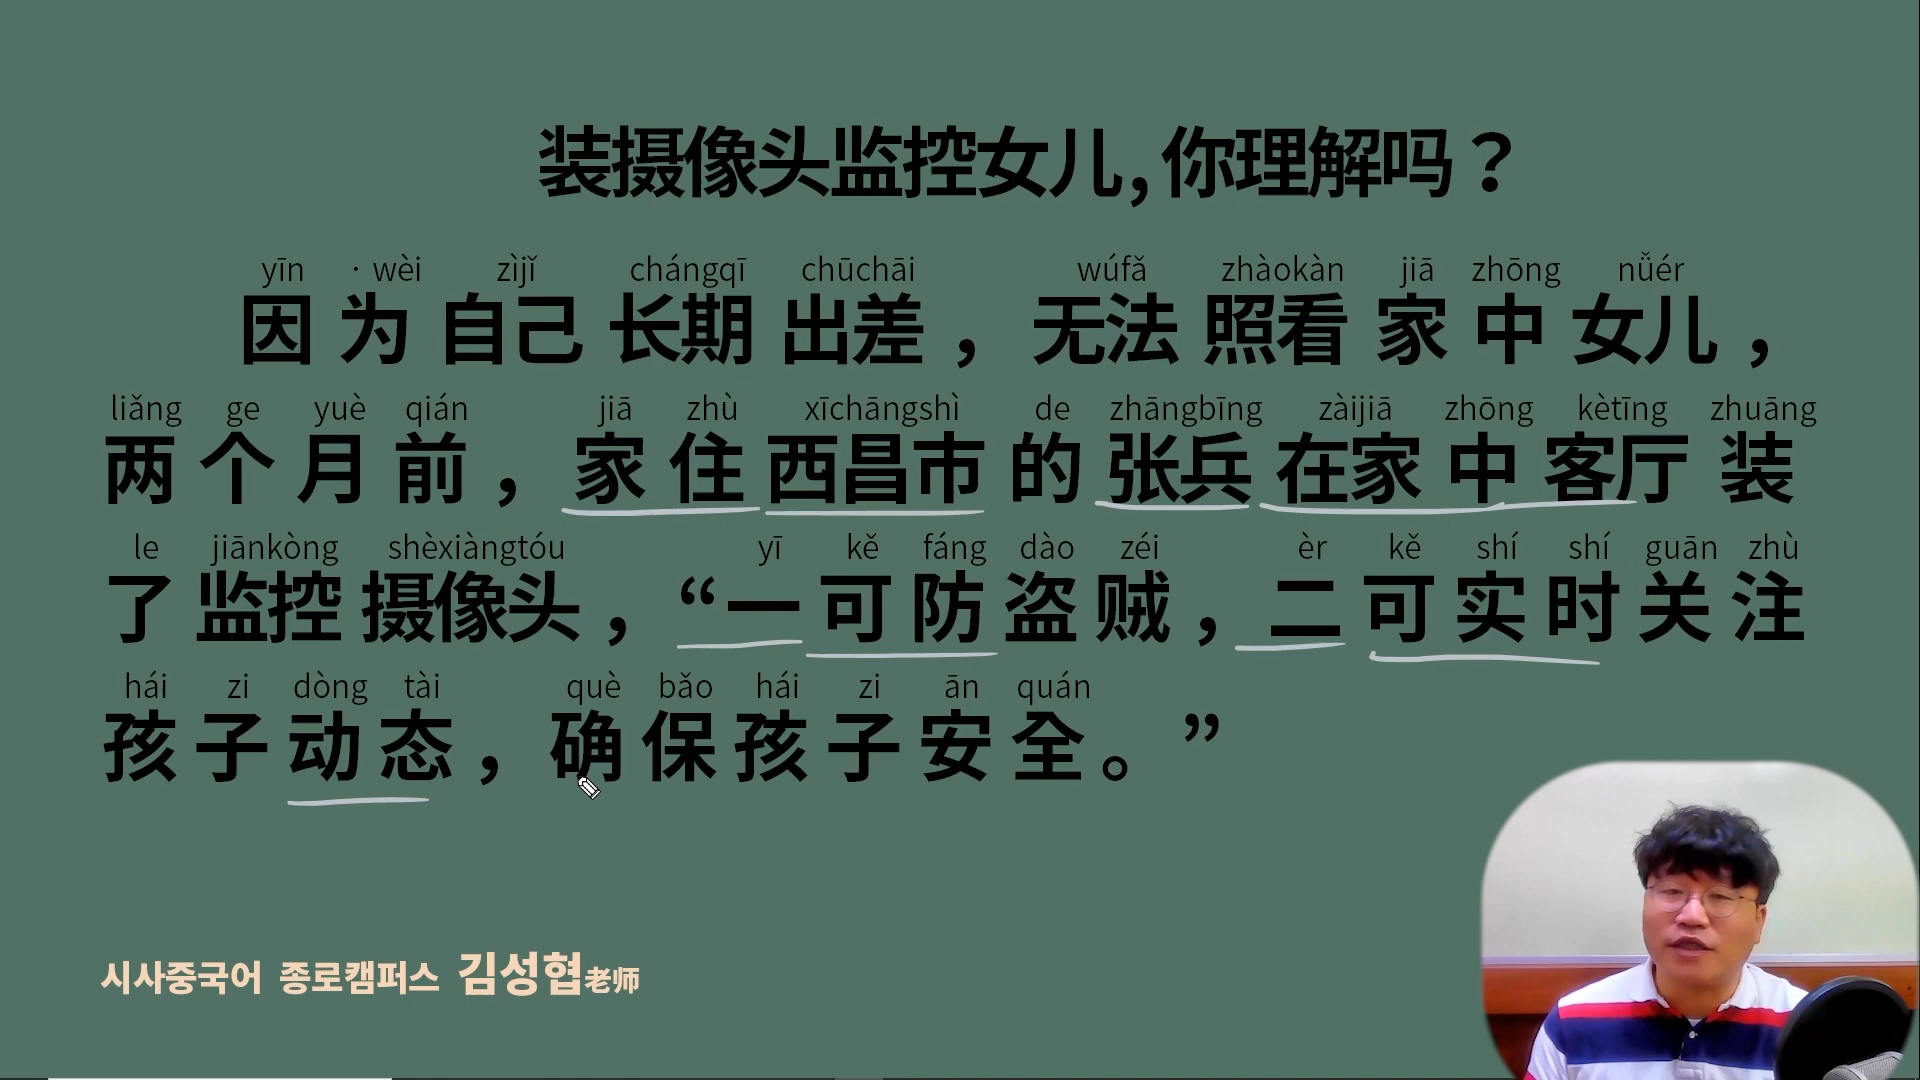 装摄像头监控女儿,你理解吗？
yīn · wèi zìjǐ chángqī chūchāi wúfǎ zhàokàn jiā zhōng nǚér
因为自己长期出差，无法照看家中女儿，
liǎng ge yuè qián jiā zhù xīchāngshì de zhāngbīng zàijiā zhōng kètīng zhuāng
两个月前，家住西昌市的张兵在家中客厅装
le jiānkòng shèxiàngtóu yī kě fáng dào zéi èr kě shí shí guān zhù
了监控摄像头，“一可防盗贼，二可实时关注
hái zi dòng tài què bǎo hái zi ān quán
孩子动态，确保孩子安全。”
시사중국어 종로캠퍼스 김성협老师